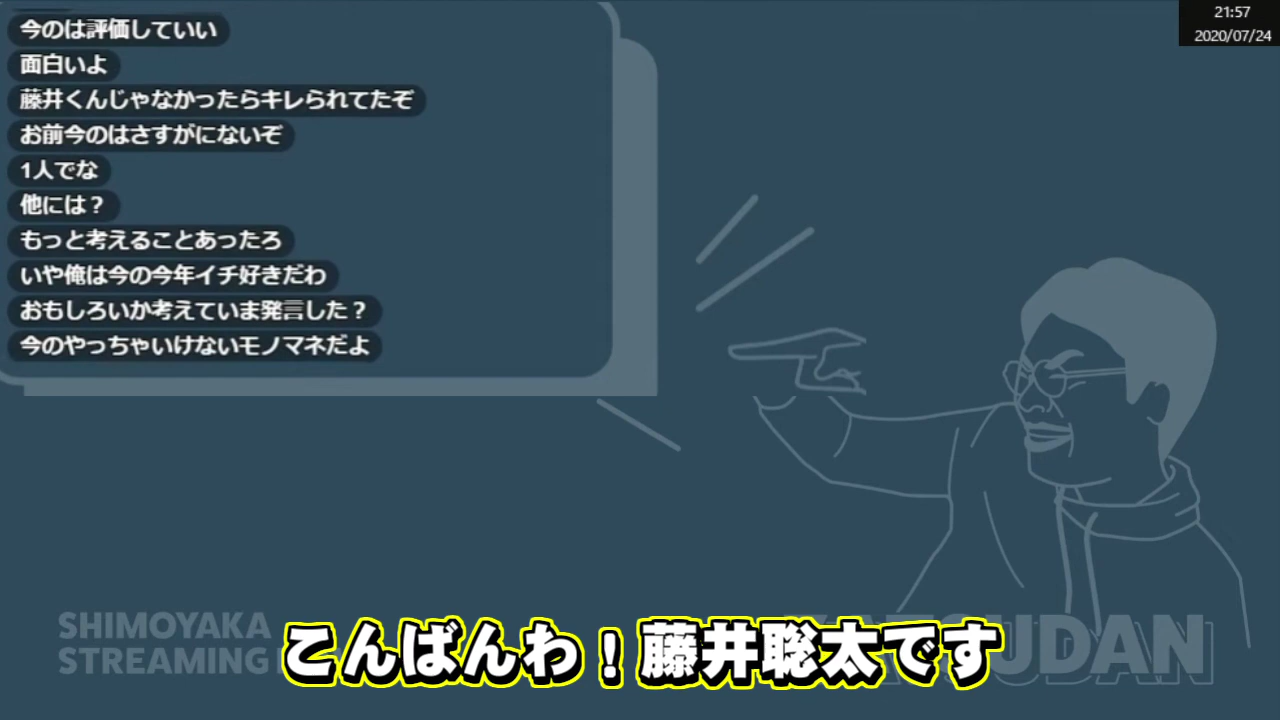 今のは評価していい
面白いよ
藤井くんじゃなかったらキレられてたぞ
お前今のはさすがにないぞ
1人でな
他には？
もっと考えることあったろ
いや俺は今の今年イチ好きだわ
おもしろいか考えていま発言した？
今のやっちゃいけないモノマネだよ
21:57
2020/07/24
SHIMOYAKA
STREAMING
UDAN
こんばんわ！藤井聡太です